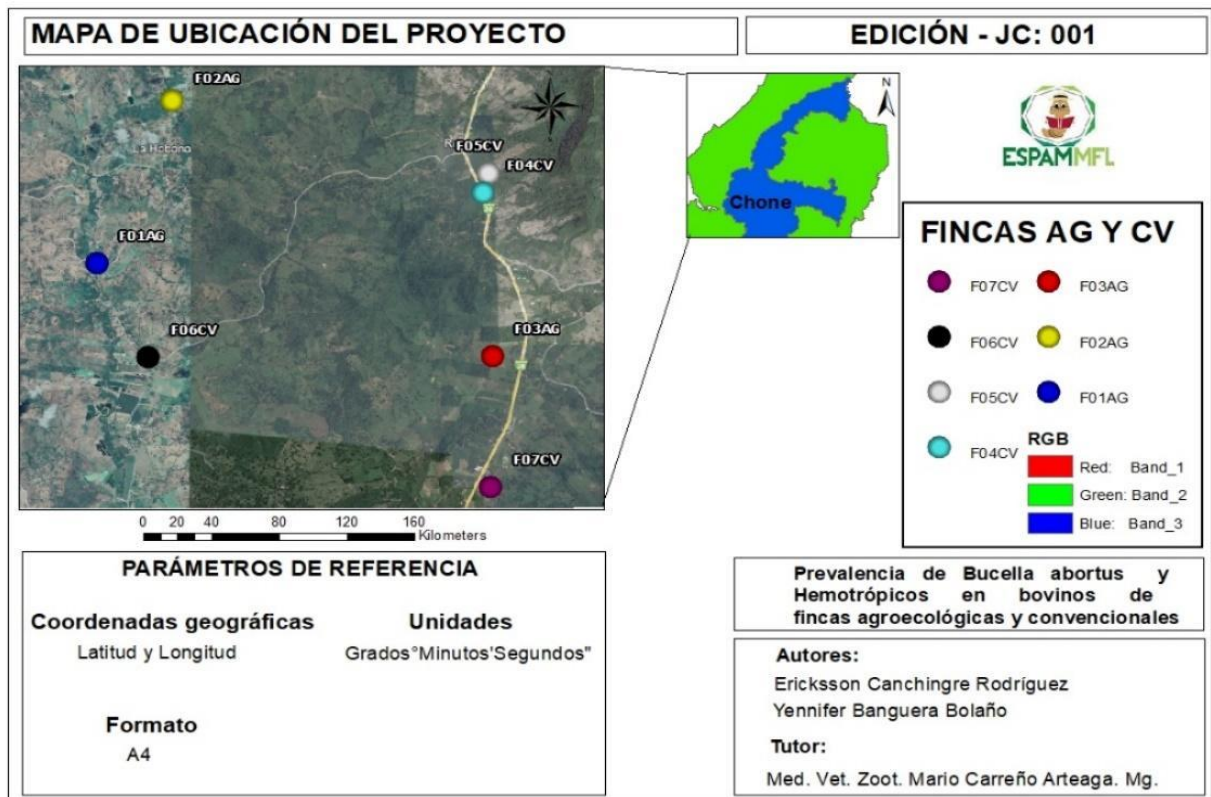 MAPA DE UBICACIÓN DEL PROYECTO
EDICIÓN - JC: 001
F02AG
La Habana
F05CV
F04CV
F01AG
F06CV
F03AG
F07CV
0 20 40 80 120 160
Kilometers
N
Chone
ESPAMMFL
FINCAS AG Y CV
F07CV F03AG
F06CV F02AG
F05CV F01AG
F04CV
RGB
Red: Band_1
Green: Band_2
Blue: Band_3
PARÁMETROS DE REFERENCIA
Coordenadas geográficas Unidades
Latitud y Longitud Grados°Minutos'Segundos"
Formato
A4
Prevalencia de Bucella abortus y
Hemotrópicos en bovinos de
fincas agroecológicas y convencionales
Autores:
Ericksson Canchingre Rodríguez
Yennifer Banguera Bolaño
Tutor:
Med. Vet. Zoot. Mario Carreño Arteaga. Mg.